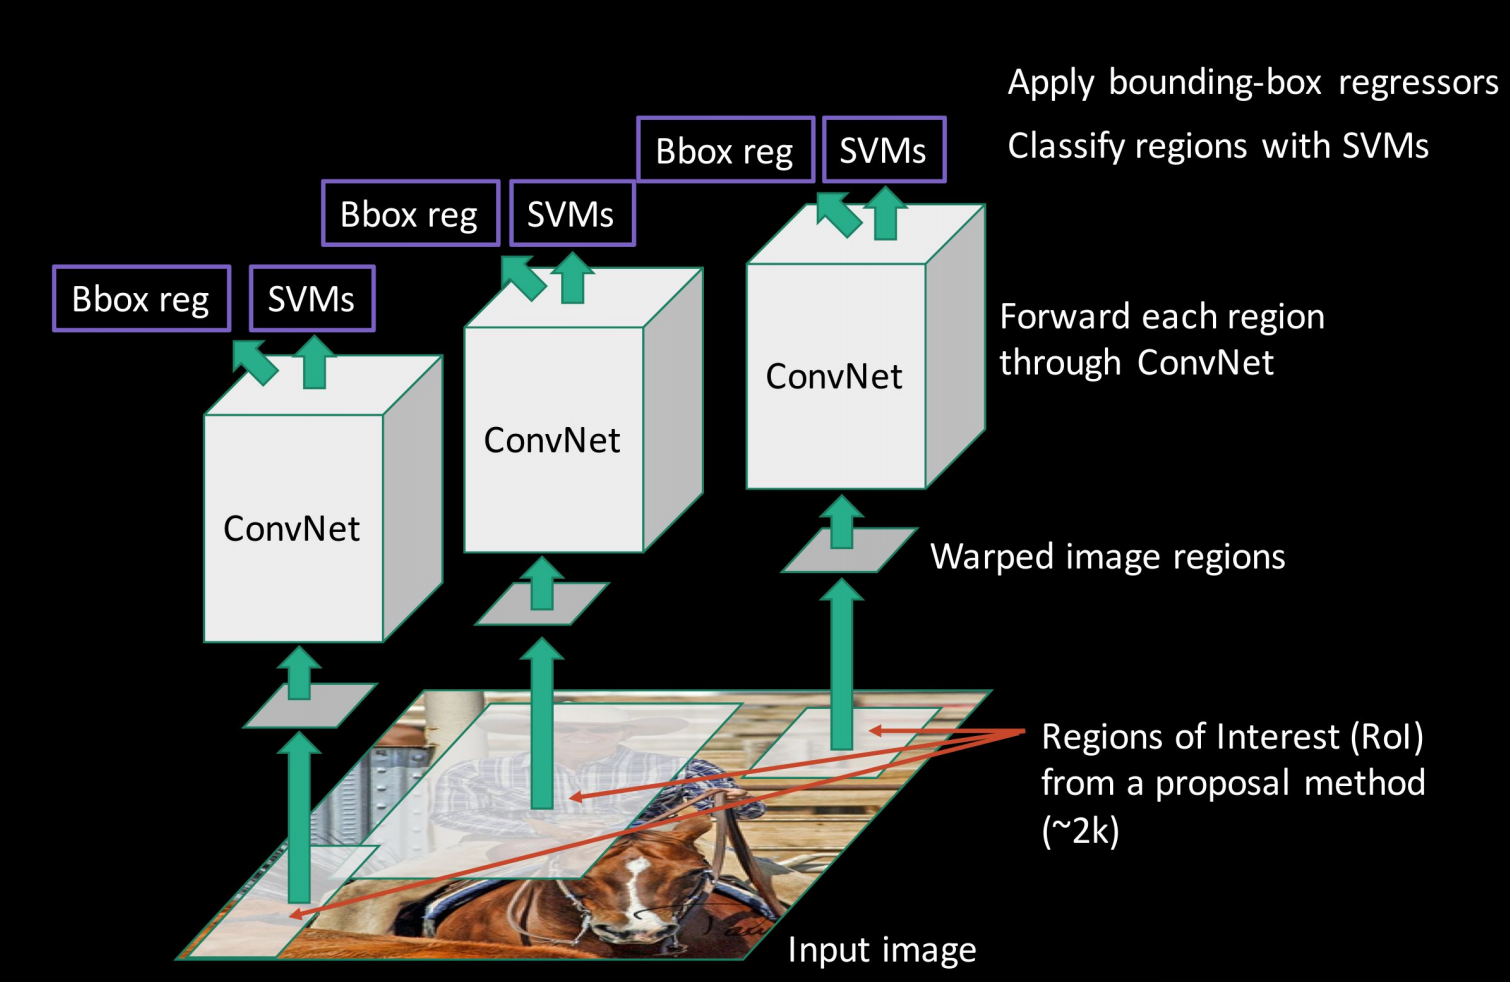 Apply bounding-box regressors
Bbox reg
SVMs
Classify regions with SVMs
Bbox reg
SVMs
Bbox reg
SVMs
Forward each region
through ConvNet
ConvNet
ConvNet
ConvNet
Warped image regions
Regions of Interest (RoI)
from a proposal method
(~2k)
Input image